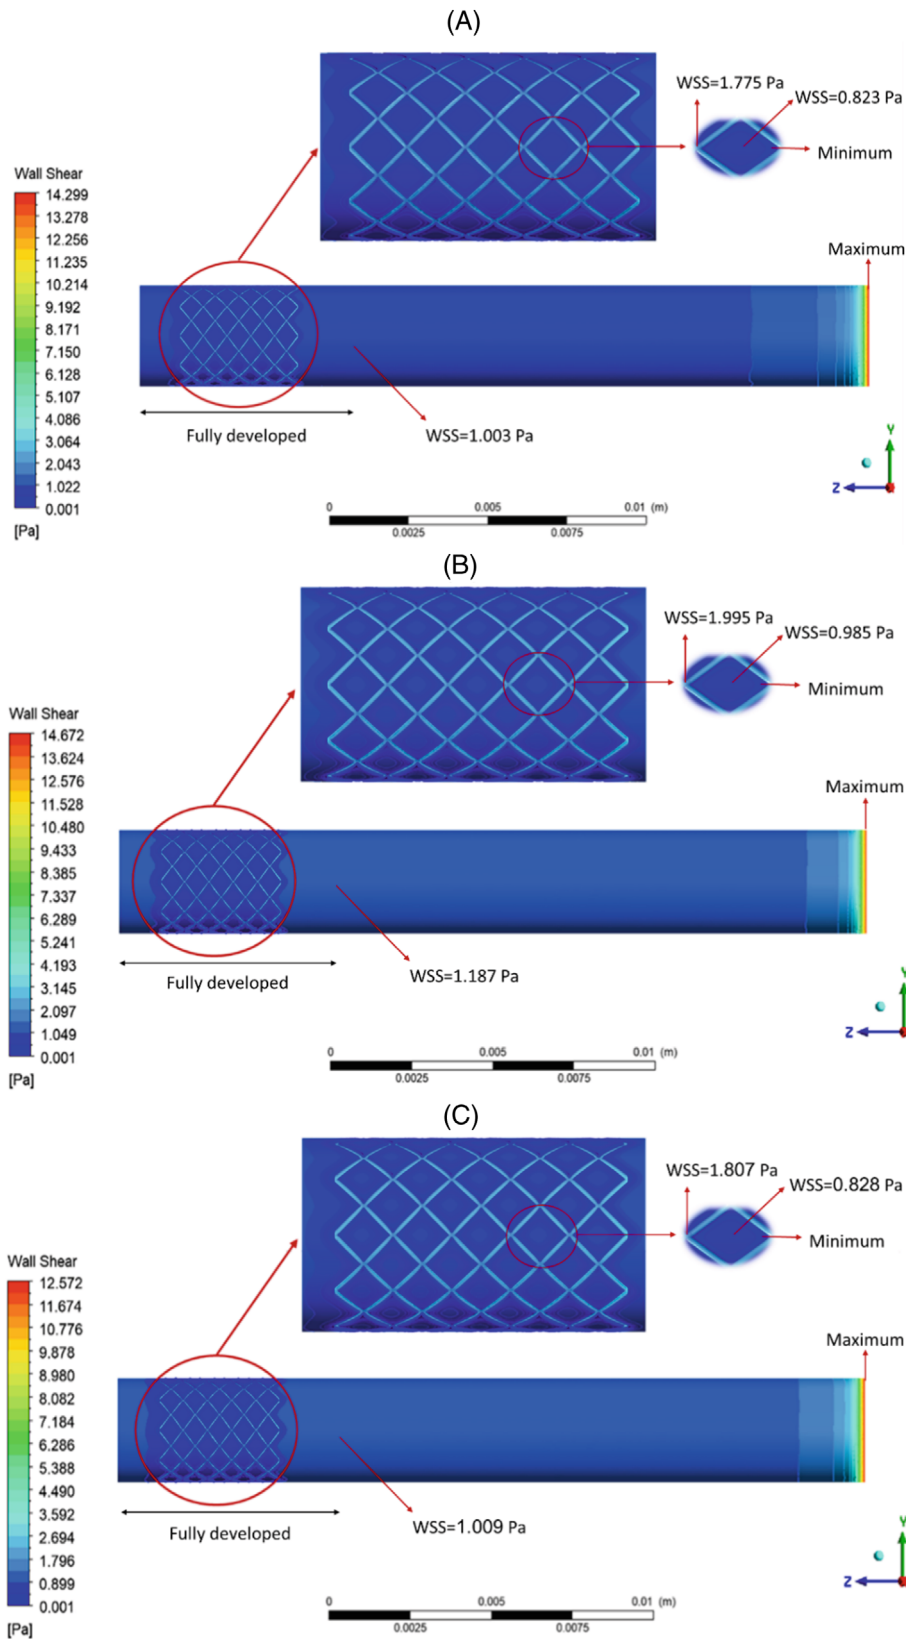 (A)
WSS=1.775 Pa
WSS=0.823 Pa
Minimum
Wall Shear
14.299
13.278
12.256
11.235
10.214
9.192
8.171
7.150
6.128
5.107
4.086
3.064
2.043
1.022
0.001
[Pa]
Maximum
Fully developed
WSS=1.003 Pa
Y
Z
0 0.005 0.01 (m)
0.0025 0.0075
(B)
WSS=1.995 Pa
WSS=0.985 Pa
Minimum
Wall Shear
14.672
13.624
12.576
11.528
10.480
9.433
8.385
7.337
6.289
5.241
4.193
3.145
2.097
1.049
0.001
[Pa]
Maximum
Fully developed
WSS=1.187 Pa
Y
Z
0 0.005 0.01 (m)
0.0025 0.0075
(C)
WSS=1.807 Pa
WSS=0.828 Pa
Minimum
Wall Shear
12.572
11.674
10.776
9.878
8.980
8.082
7.184
6.286
5.388
4.490
3.592
2.694
1.796
0.899
0.001
[Pa]
Maximum
Fully developed
WSS=1.009 Pa
Y
Z
0 0.005 0.01 (m)
0.0025 0.0075